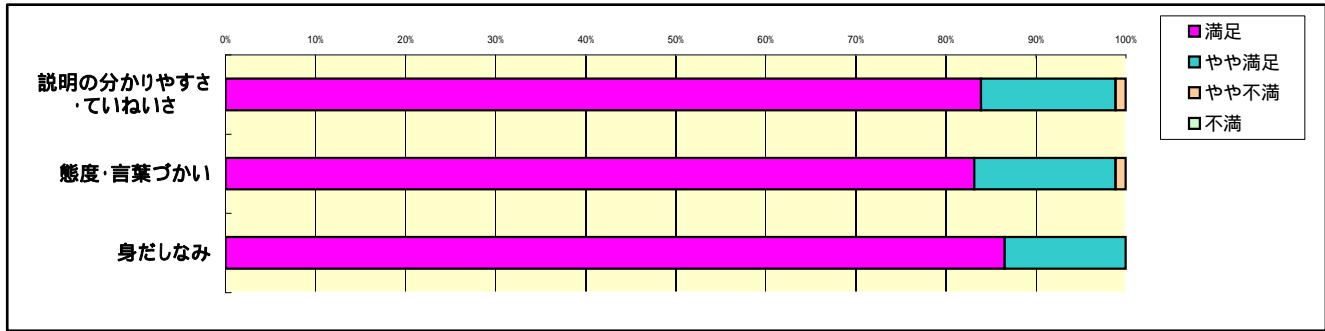 0% 10% 20% 30% 40% 50% 60% 70% 80% 90% 100%
説明の分かりやすさ
・ていねいさ
態度・言葉づかい
身だしなみ
満足
やや満足
やや不満
不満